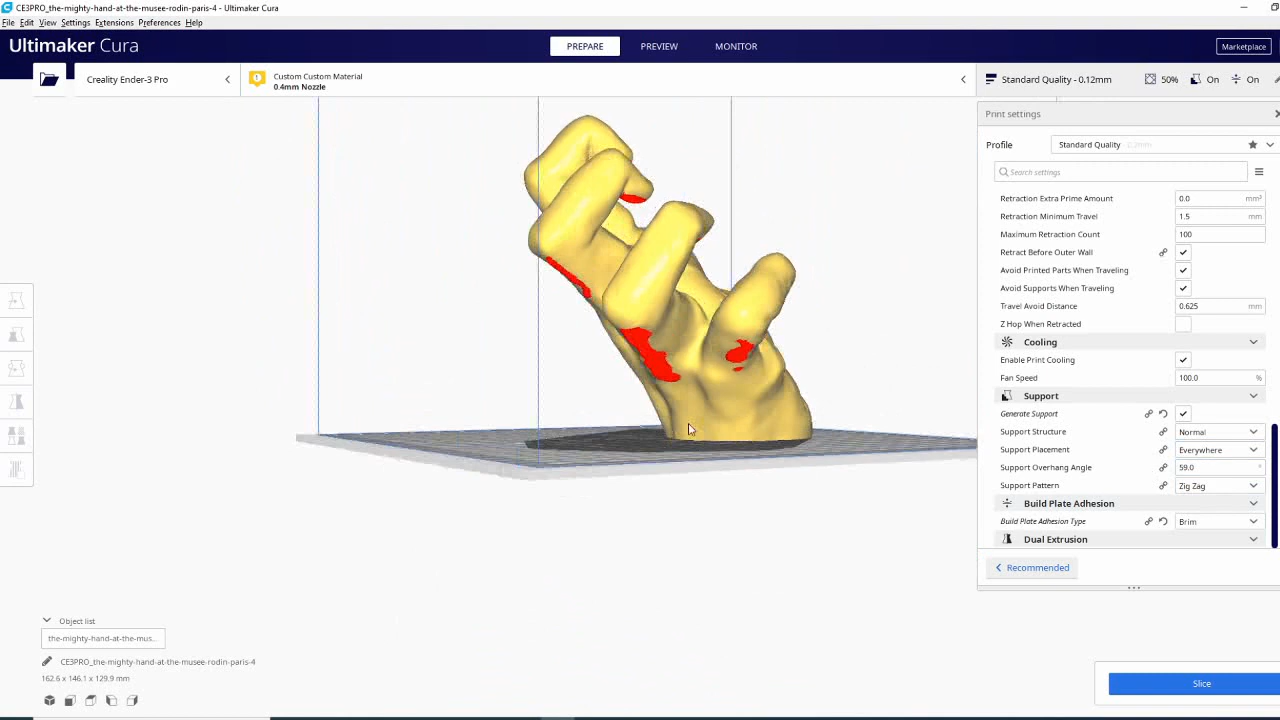 CE3PRO_the-mighty-hand-at-the-musee-rodin-paris-4 - Ultimaker Cura
File Edit View Settings Extensions Preferences Help
Ultimaker Cura
PREPARE PREVIEW MONITOR
Marketplace
Creality Ender-3 Pro
Custom Custom Material
0.4mm Nozzle
Standard Quality - 0.12mm
50% On On
Print settings
Profile Standard Quality 0.2mm
Search settings
Retraction Extra Prime Amount 0.0 mm³
Retraction Minimum Travel 1.5 mm
Maximum Retraction Count 100
Retract Before Outer Wall
Avoid Printed Parts When Traveling
Avoid Supports When Traveling
Travel Avoid Distance 0.625 mm
Z Hop When Retracted
Cooling
Enable Print Cooling
Fan Speed 100.0 %
Support
Generate Support
Support Structure Normal
Support Placement Everywhere
Support Overhang Angle 59.0 °
Support Pattern Zig Zag
Build Plate Adhesion
Build Plate Adhesion Type Brim
Dual Extrusion
Recommended
Object list
the-mighty-hand-at-the-mus...
CE3PRO_the-mighty-hand-at-the-musee-rodin-paris-4
162.6 x 146.1 x 129.9 mm
Slice